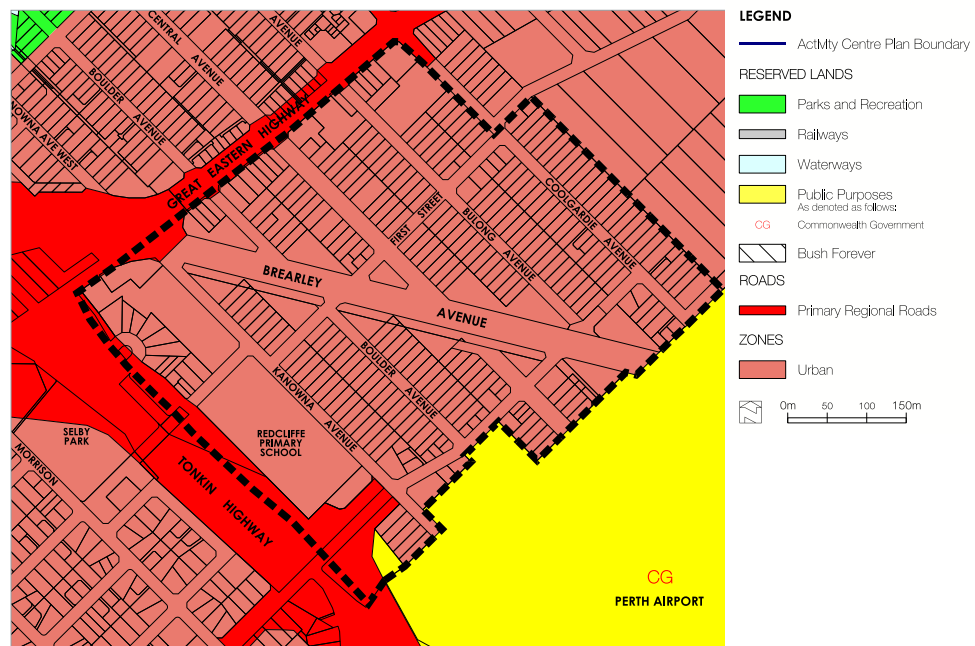 CENTRAL
AVENUE
AVENUE
BOULDER
AVENUE
NOWNA AVE WEST
GREAT EASTERN HIGHWAY
FIRST STREET
COOLGARDIE AVENUE
BULONG AVENUE
BREARLEY AVENUE
BOULDER AVENUE
KANOWNA AVENUE
REDCLIFFE
PRIMARY
SCHOOL
SELBY
PARK
MORRISON
TONKIN HIGHWAY
CG
PERTH AIRPORT
LEGEND
ActMty Centre Plan Boundary
RESERVED LANDS
Parks and Recreation
Railways
Waterways
Public Purposes
As denoted as follows:
CG Commonwealth Government
Bush Forever
ROADS
Primary Regional Roads
ZONES
Urban
0m 50 100 150m